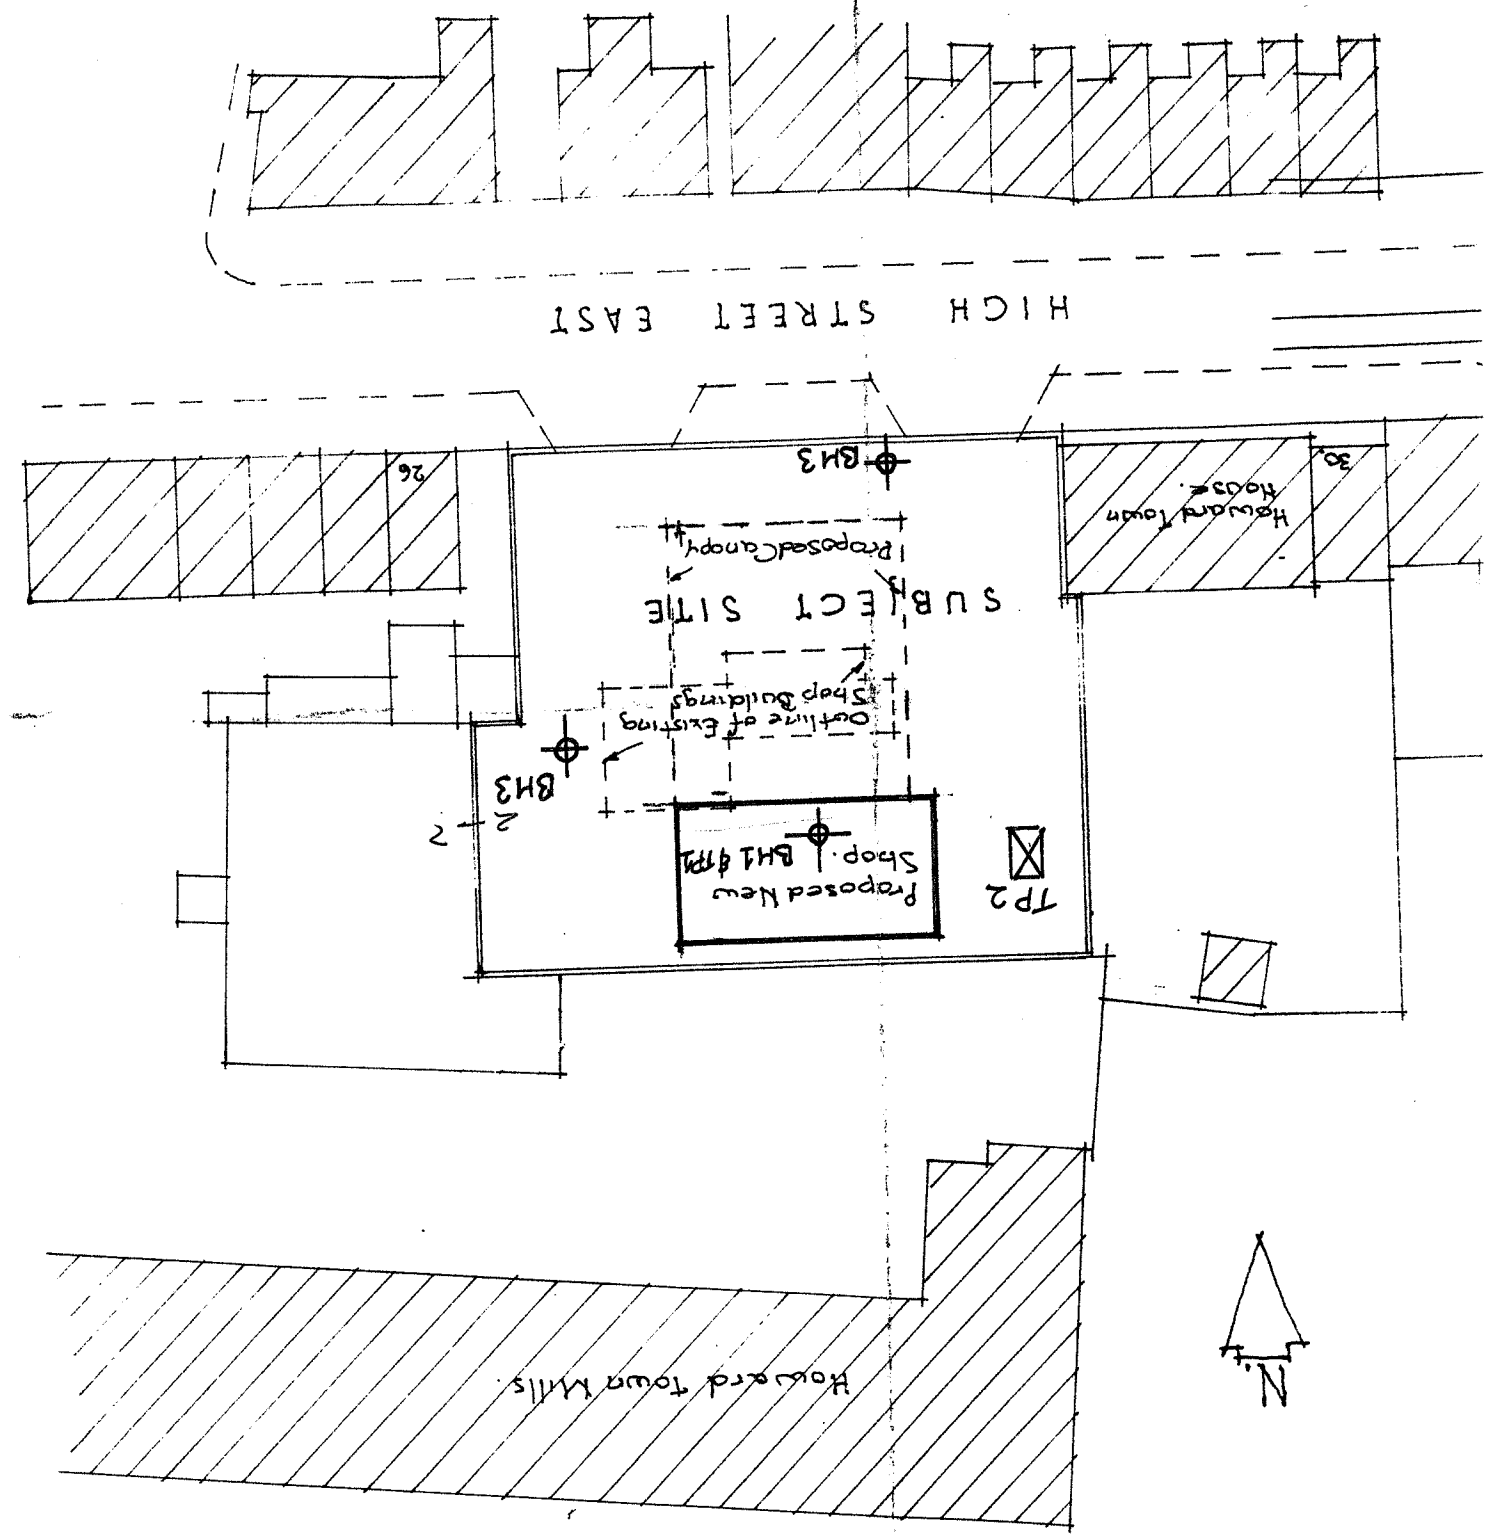 N
Howard Town Mills.
TP2
Proposed New
Shop.
BH1 & TP1
2
?
BH3
Outline of Existing
Shop Buildings
SUBJECT SITE
Proposed Canopy
Howard Town
House.
30,
BH3
26
HIGH STREET EAST